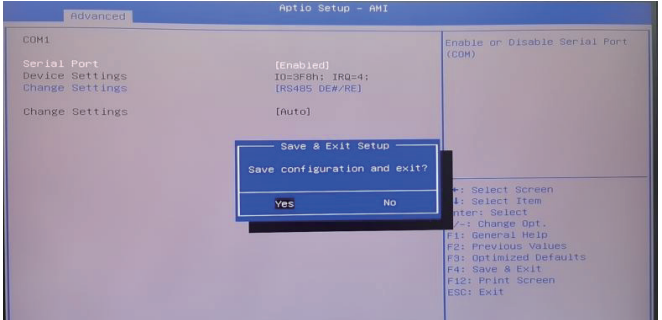 Aptio Setup - AMI
Advanced
COM1
Serial Port [Enabled]
Device Settings IO=3F8h; IRQ=4;
Change Settings [RS485 DE#/RE]
Change Settings [Auto]
Enable or Disable Serial Port
(COM)
Save & Exit Setup
Save configuration and exit?
Yes No
: Select Screen
: Select Item
nter: Select
/-: Change Opt.
F1: General Help
F2: Previous Values
F3: Optimized Defaults
F4: Save & Exit
F12: Print Screen
ESC: Exit